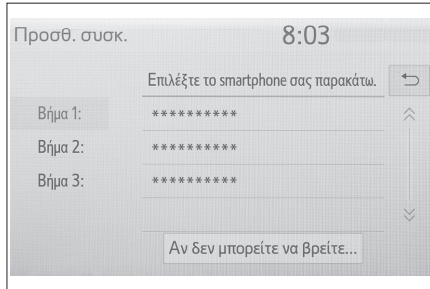 Προσθ. συσκ. 8:03
Επιλέξτε το smartphone σας παρακάτω.
Βήμα 1: **********
Βήμα 2: **********
Βήμα 3: **********
Αν δεν μπορείτε να βρείτε...